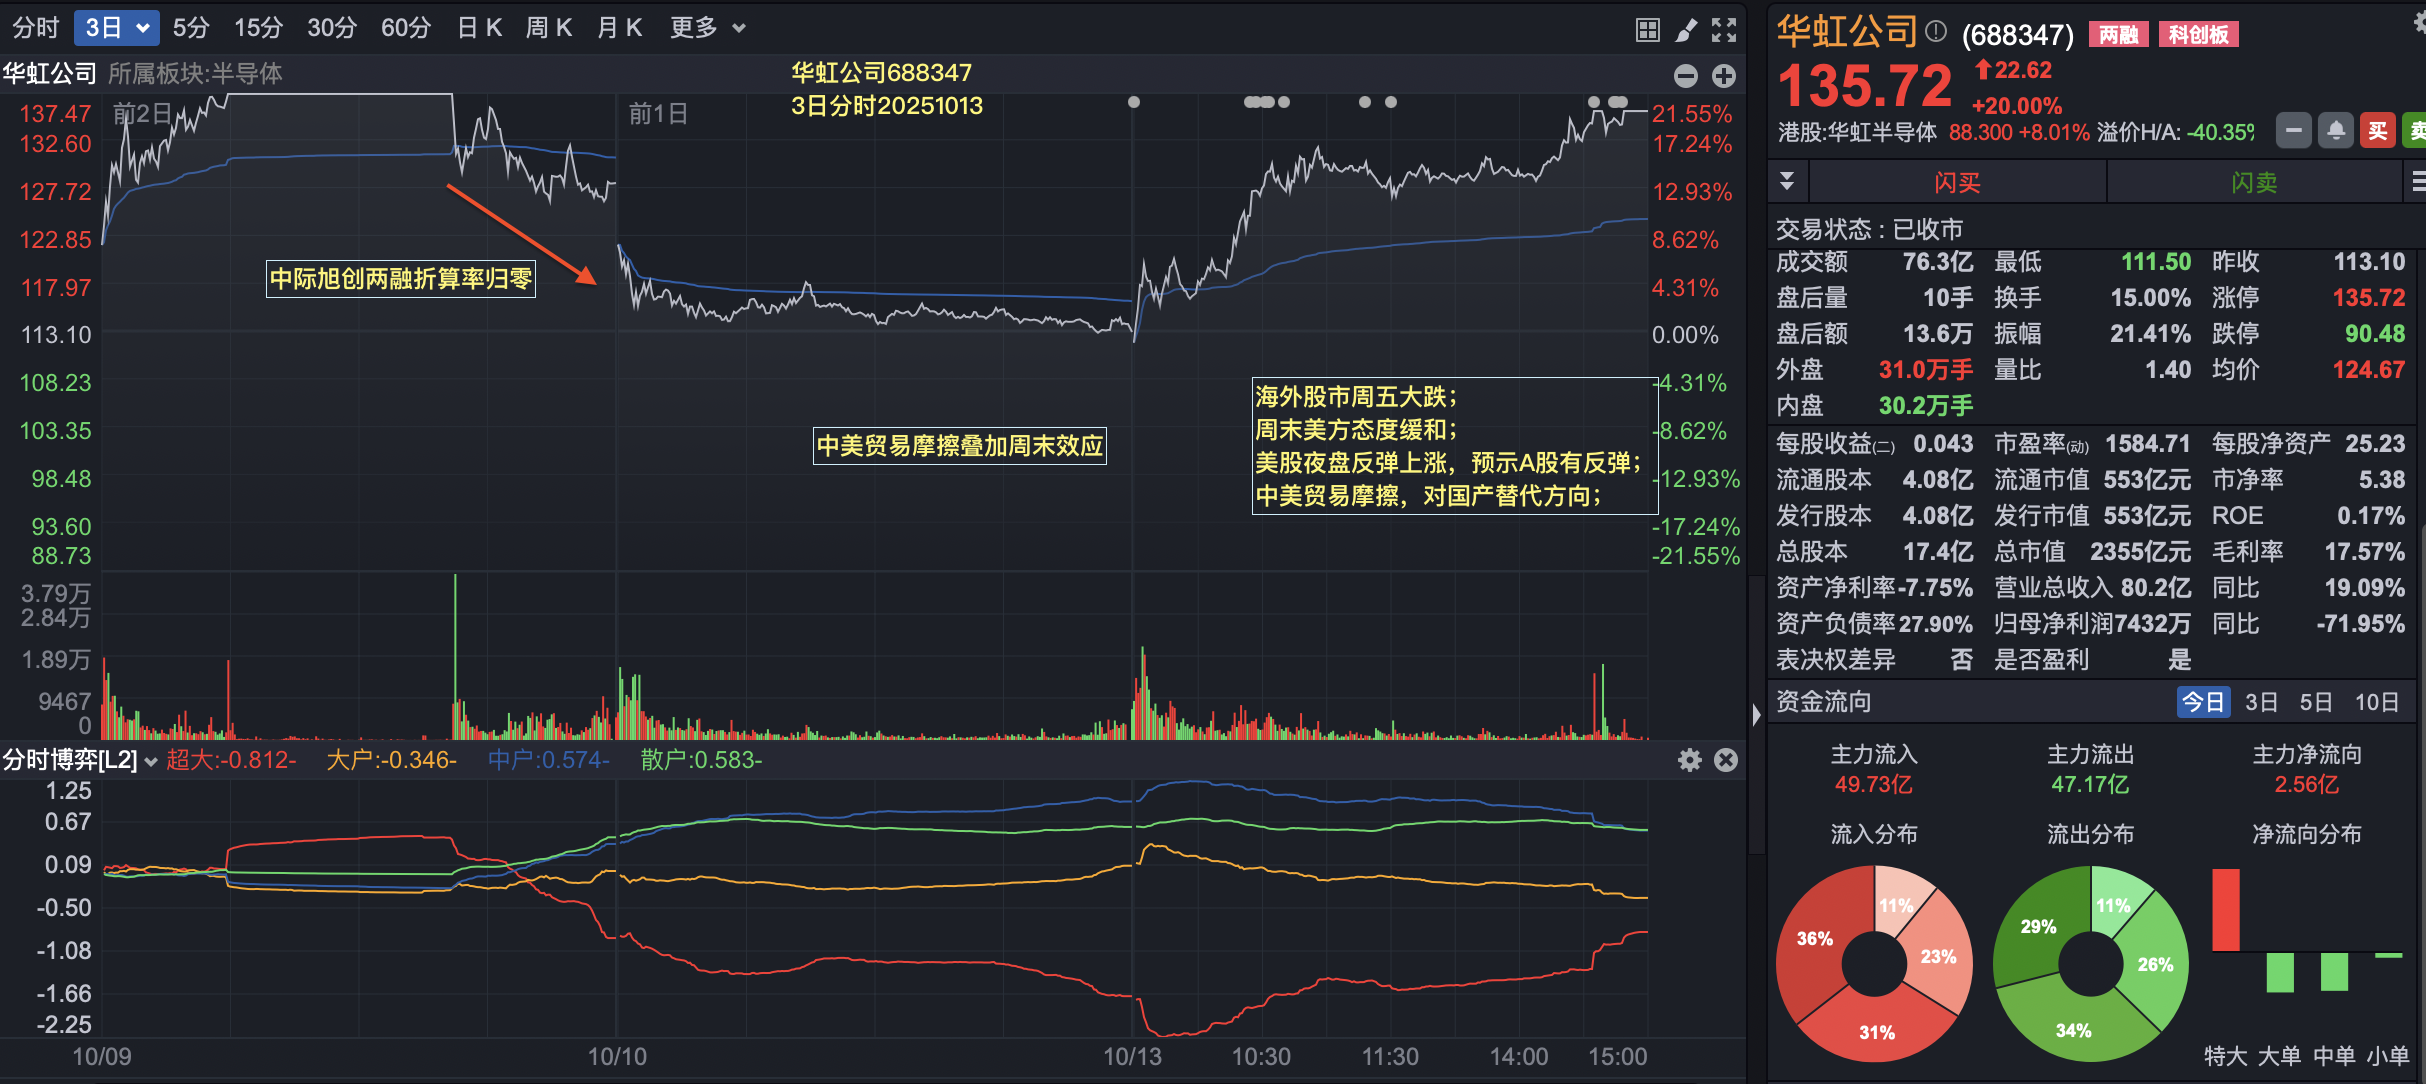 分时 3日 5分 15分 30分 60分 日K 周K 月K 更多
华虹公司 所属板块:半导体
华虹公司688347
3日分时20251013
前2日
前1日
137.47
132.60
127.72
122.85
117.97
113.10
108.23
103.35
98.48
93.60
88.73
21.55%
17.24%
12.93%
8.62%
4.31%
0.00%
-4.31%
-8.62%
-12.93%
-17.24%
-21.55%
中际旭创两融折算率归零
中美贸易摩擦叠加周末效应
海外股市周五大跌；
周末美方态度缓和；
美股夜盘反弹上涨，预示A股有反弹；
中美贸易摩擦，对国产替代方向；
3.79万
2.84万
1.89万
9467
0
分时博弈[L2] 超大:-0.812- 大户:-0.346- 中户:0.574- 散户:0.583-
1.25
0.67
0.09
-0.50
-1.08
-1.66
-2.25
10/09 10/10 10/13 10:30 11:30 14:00 15:00
华虹公司 (688347) 两融 科创板
135.72 22.62
+20.00%
港股:华虹半导体 88.300 +8.01% 溢价H/A: -40.35%
买 卖
闪买 闪卖
交易状态 : 已收市
成交额 76.3亿 最低 111.50 昨收 113.10
盘后量 10手 换手 15.00% 涨停 135.72
盘后额 13.6万 振幅 21.41% 跌停 90.48
外盘 31.0万手 量比 1.40 均价 124.67
内盘 30.2万手
每股收益(二) 0.043 市盈率(动) 1584.71 每股净资产 25.23
流通股本 4.08亿 流通市值 553亿元 市净率 5.38
发行股本 4.08亿 发行市值 553亿元 ROE 0.17%
总股本 17.4亿 总市值 2355亿元 毛利率 17.57%
资产净利率 -7.75% 营业总收入 80.2亿 同比 19.09%
资产负债率 27.90% 归母净利润 7432万 同比 -71.95%
表决权差异 否 是否盈利 是
资金流向 今日 3日 5日 10日
主力流入 主力流出 主力净流向
49.73亿 47.17亿 2.56亿
流入分布 流出分布 净流向分布
11%
23%
31%
36%
11%
26%
34%
29%
特大 大单 中单 小单